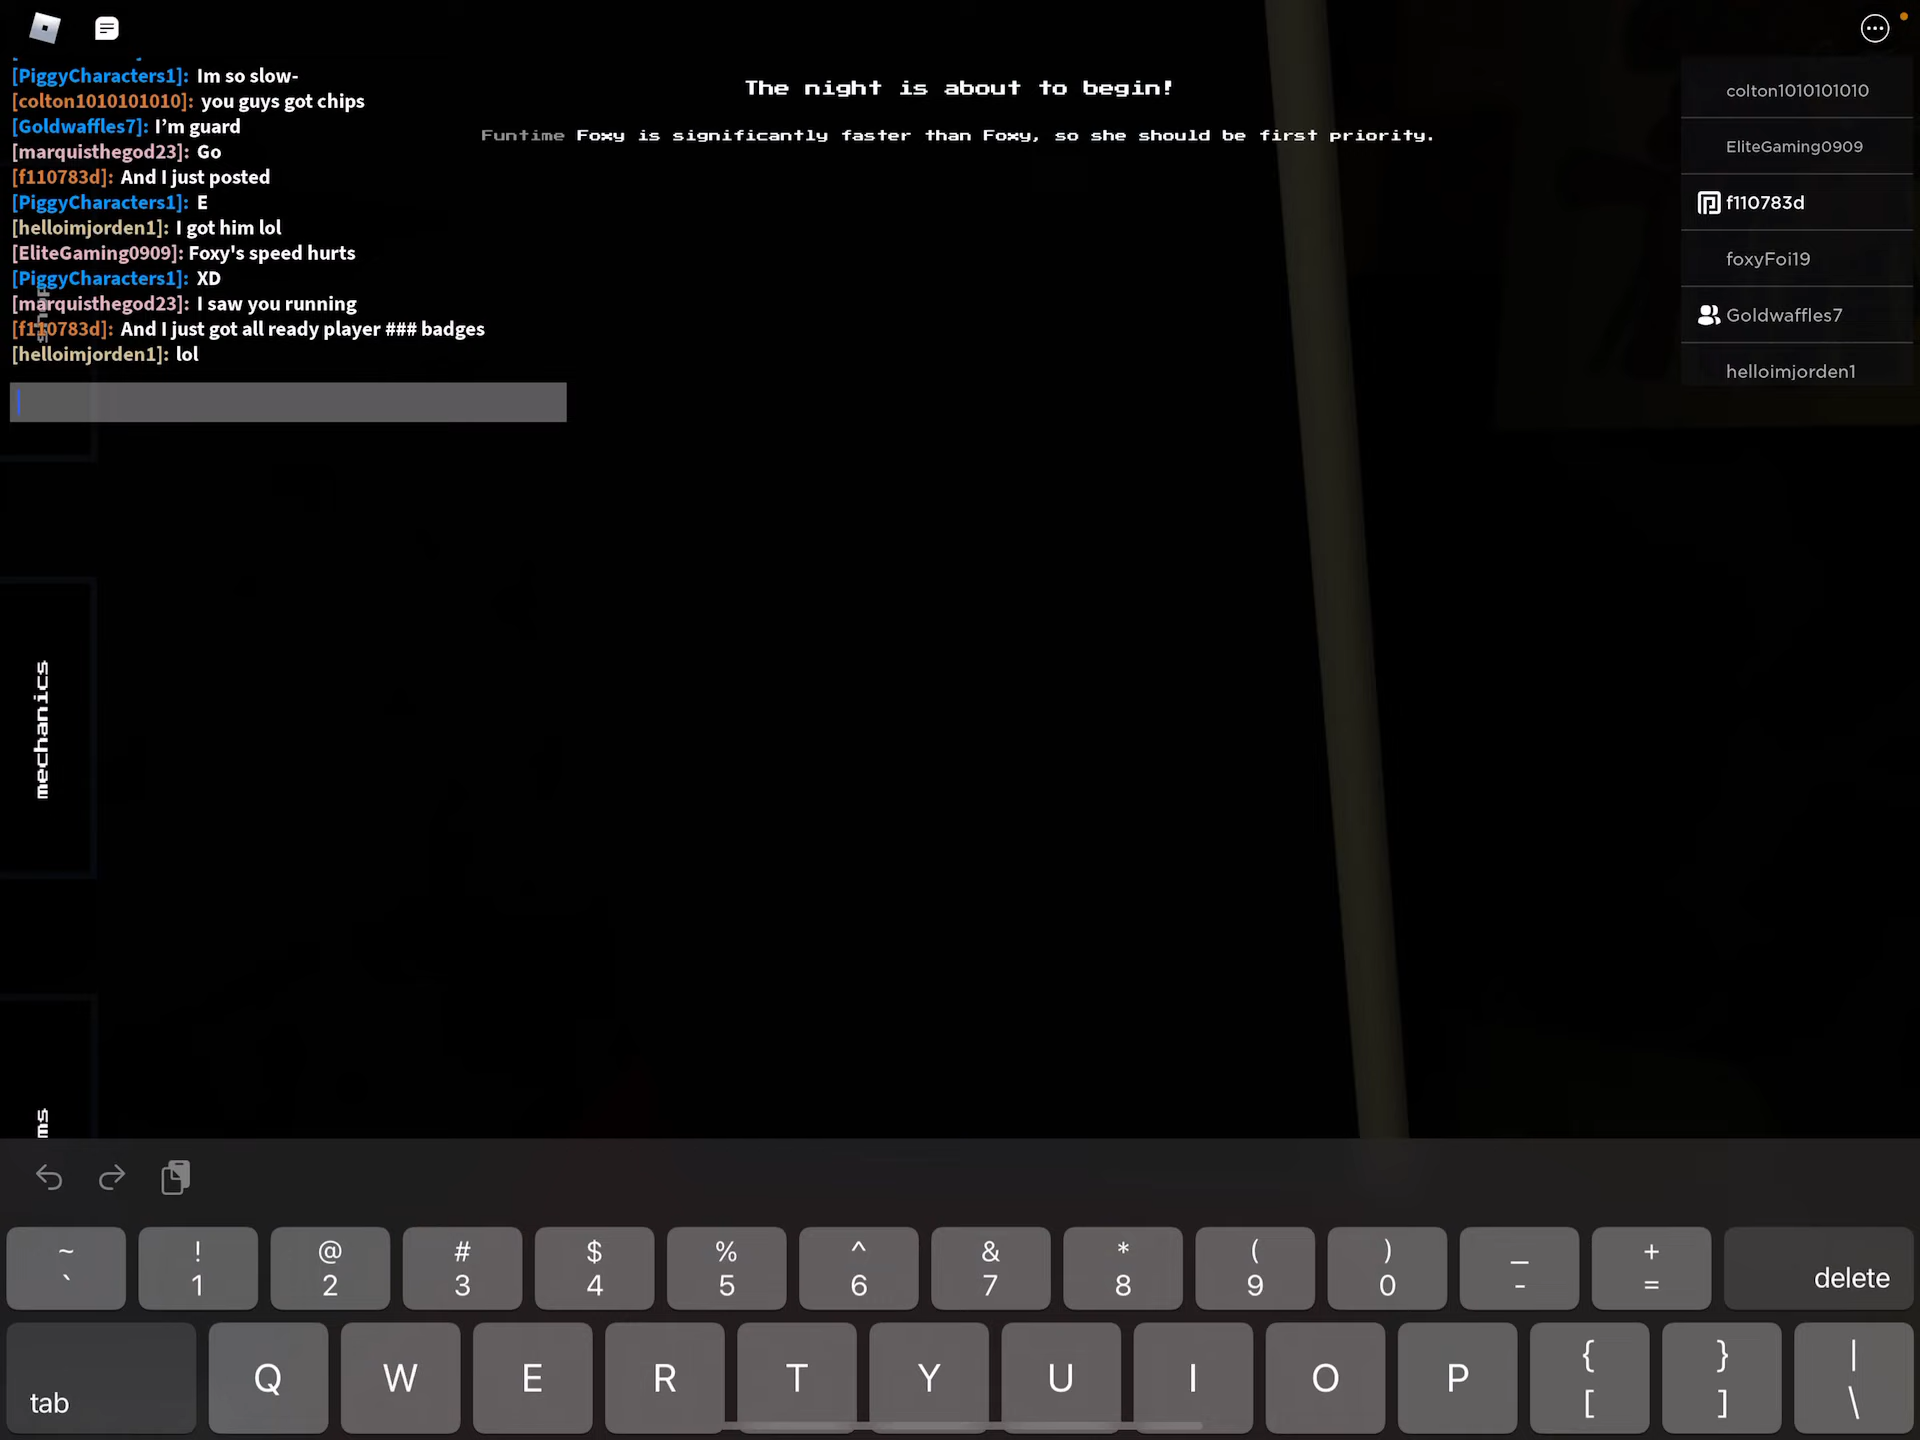 [PiggyCharacters1]: Im so slow-
[colton1010101010]: you guys got chips
[Goldwaffles7]: I'm guard
[marquisthegod23]: Go
[f110783d]: And I just posted
[PiggyCharacters1]: E
[helloimjorden1]: I got him lol
[EliteGaming0909]: Foxy's speed hurts
[PiggyCharacters1]: XD
[marquisthegod23]: I saw you running
[f110783d]: And I just got all ready player ### badges
[helloimjorden1]: lol
The night is about to begin!
Funtime Foxy is significantly faster than Foxy, so she should be first priority.
colton1010101010
EliteGaming0909
f110783d
foxyFoi19
Goldwaffles7
helloimjorden1
shop
mechanics
ms
~ ! @ # $ % ^ & * ( ) _ +
` 1 2 3 4 5 6 7 8 9 0 - = delete
tab Q W E R T Y U I O P { } |
[ ] \